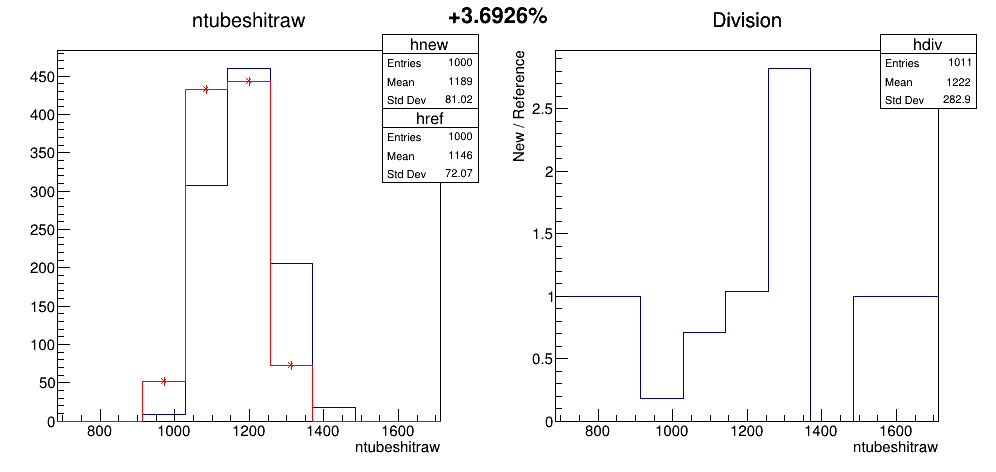 +3.6926%
ntubeshitraw
hnew
Entries 1000
Mean 1189
Std Dev 81.02
href
Entries 1000
Mean 1146
Std Dev 72.07
450
400
350
300
250
200
150
100
50
0
800 1000 1200 1400 1600
ntubeshitraw
Division
hdiv
Entries 1011
Mean 1222
Std Dev 282.9
New / Reference
2.5
2
1.5
1
0.5
0
800 1000 1200 1400 1600
ntubeshitraw